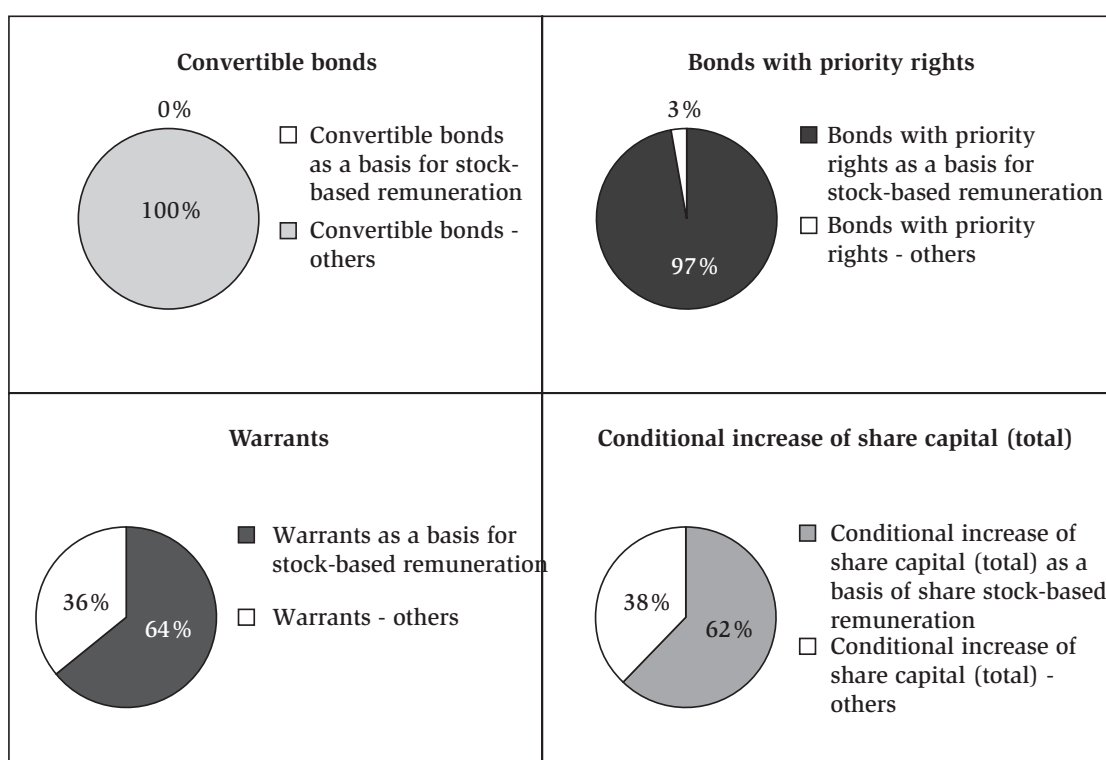 Convertible bonds
0%
100%
Convertible bonds
as a basis for stock-
based remuneration
Convertible bonds -
others
Bonds with priority rights
3%
97%
Bonds with priority
rights as a basis for
stock-based remuneration
Bonds with priority
rights - others
Warrants
36%
64%
Warrants as a basis for
stock-based remuneration
Warrants - others
Conditional increase of share capital (total)
38%
62%
Conditional increase of
share capital (total) as a
basis of share stock-based
remuneration
Conditional increase of
share capital (total) -
others